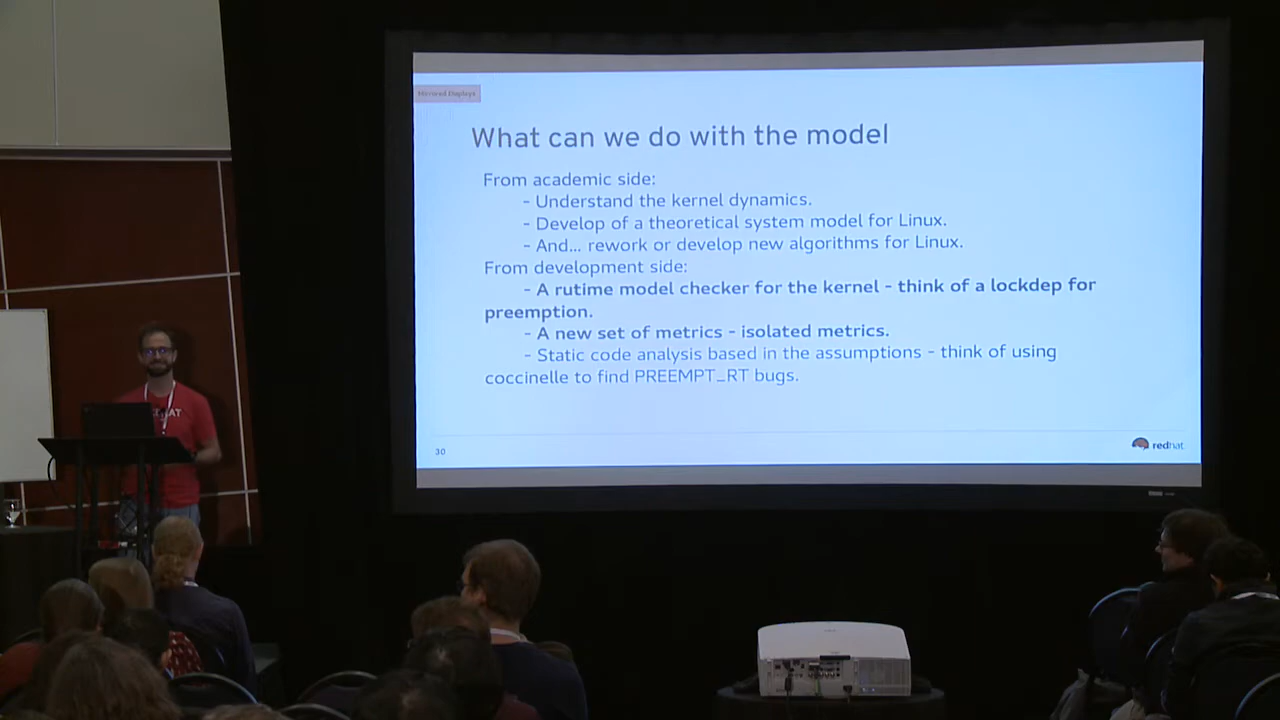 Mirrored Displays
What can we do with the model
From academic side:
- Understand the kernel dynamics.
- Develop of a theoretical system model for Linux.
- And... rework or develop new algorithms for Linux.
From development side:
- A rutime model checker for the kernel - think of a lockdep for
preemption.
- A new set of metrics - isolated metrics.
- Static code analysis based in the assumptions - think of using
coccinelle to find PREEMPT_RT bugs.
30
redhat